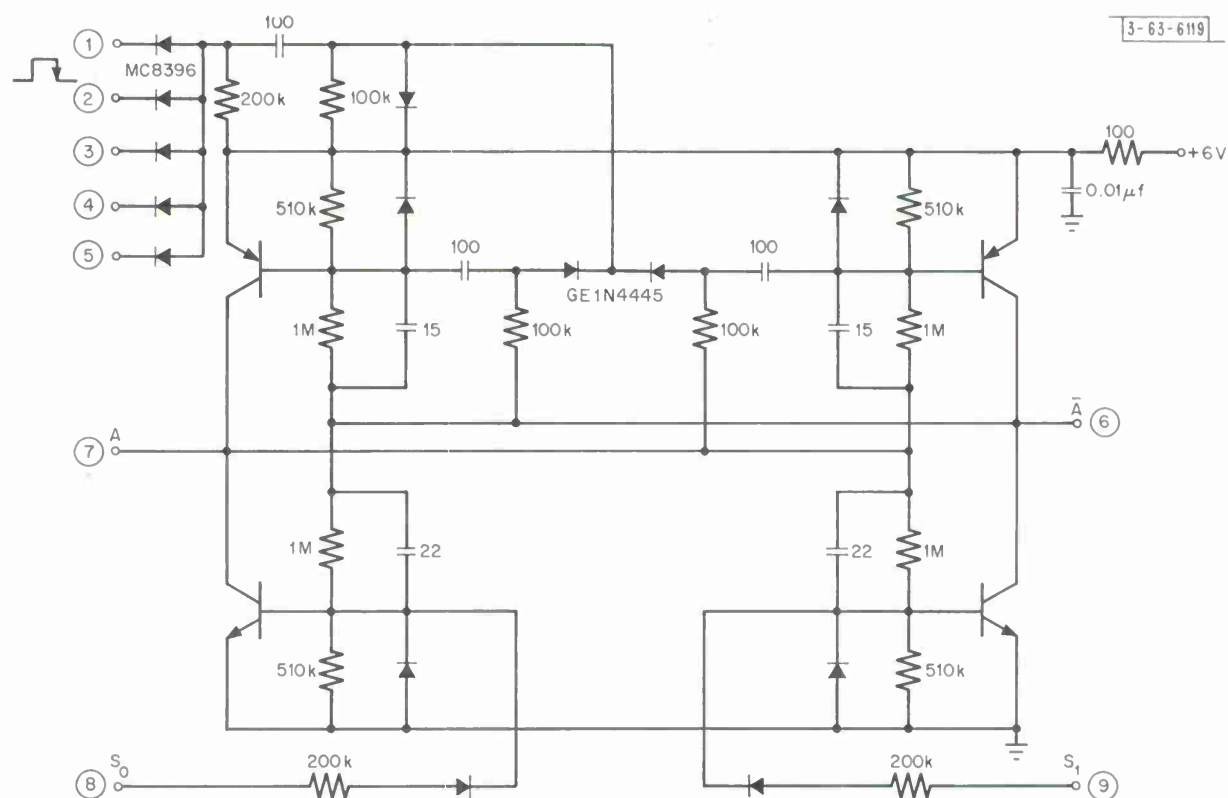 3-63-6119
① 100
MC8396
② 200k 100k
③ 100 +6V
④ 510k 510k 0.01μf
⑤ 100 100
GE1N4445
1M 15 100k 100k 15 1M
⑦ A Ā ⑥
1M 22 22 1M
510k 510k
⑧ S₀ 200k 200k S₁ ⑨